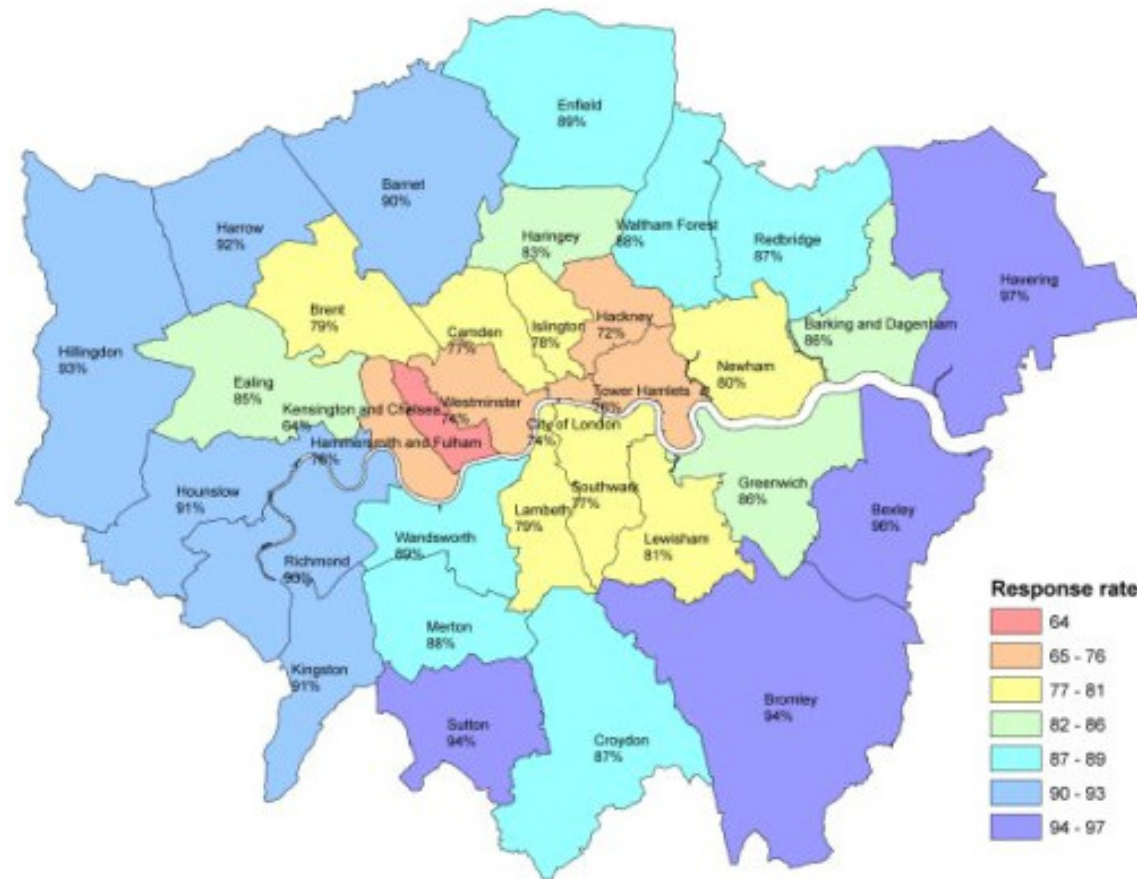 Enfield
89%
Barnet
90%
Harrow
92%
Haringey
83%
Waltham Forest
88%
Redbridge
87%
Havering
97%
Brent
79%
Camden
77%
Islington
78%
Hackney
72%
Barking and Dagenham
86%
Hillingdon
93%
Ealing
85%
Newham
80%
Tower Hamlets
76%
Kensington and Chelsea
64%
Westminster
74%
City of London
74%
Hammersmith and Fulham
76%
Hounslow
91%
Southwark
77%
Greenwich
86%
Bexley
96%
Lambeth
79%
Wandsworth
89%
Lewisham
81%
Richmond
93%
Merton
88%
Kingston
91%
Sutton
94%
Croydon
87%
Bromley
94%
Response rate
64
65 - 76
77 - 81
82 - 86
87 - 89
90 - 93
94 - 97